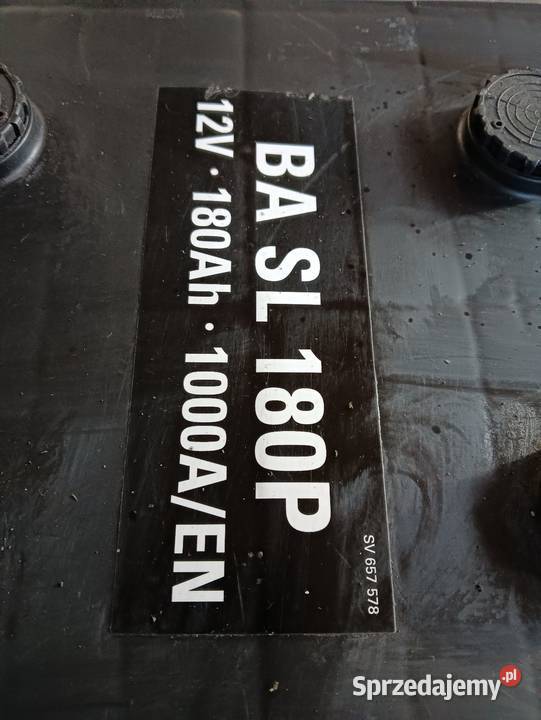 BA SL 180P
12V · 180Ah · 1000A/EN
SV 657 578
Sprzedajemy.pl